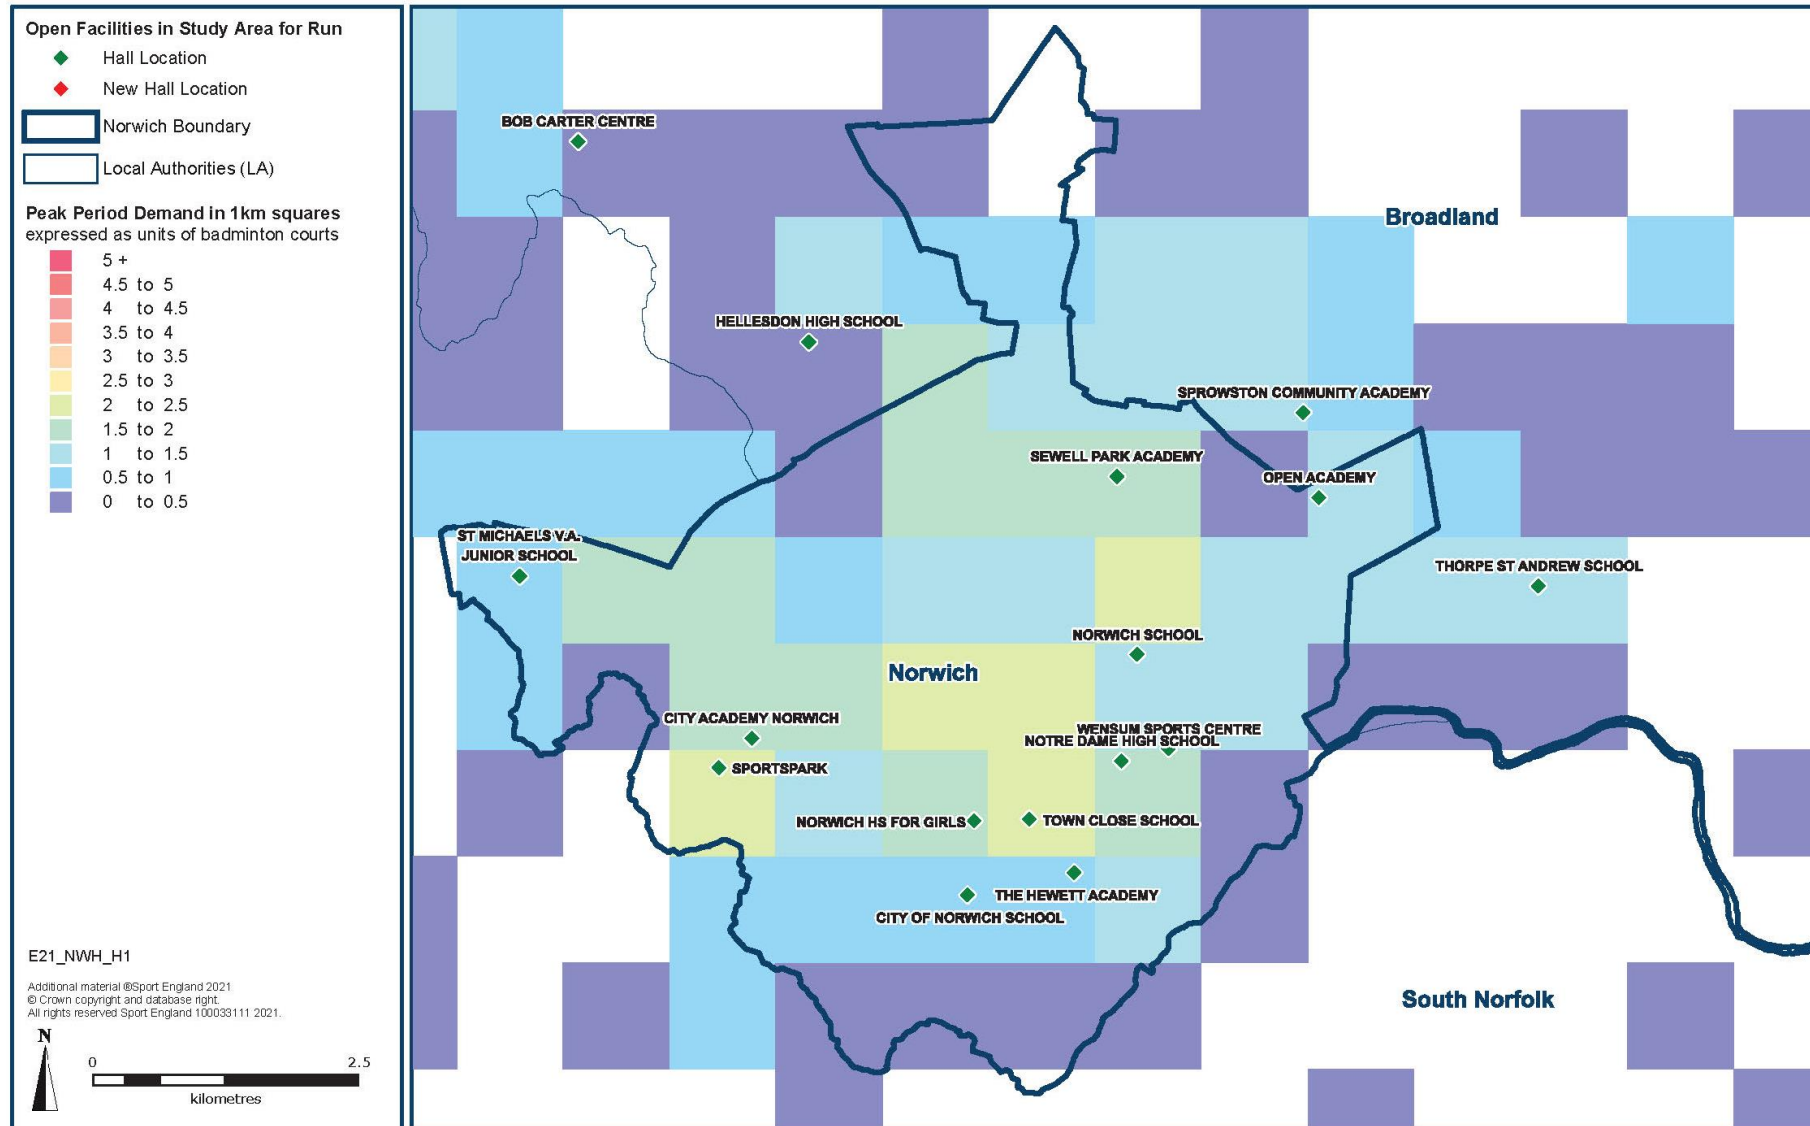 Open Facilities in Study Area for Run
Hall Location
New Hall Location
Norwich Boundary
Local Authorities (LA)
Peak Period Demand in 1km squares
expressed as units of badminton courts
5 +
4.5 to 5
4 to 4.5
3.5 to 4
3 to 3.5
2.5 to 3
2 to 2.5
1.5 to 2
1 to 1.5
0.5 to 1
0 to 0.5
E21_NWH_H1
Additional material ®Sport England 2021
© Crown copyright and database right.
All rights reserved Sport England 100033111 2021.
N
0 2.5
kilometres
BOB CARTER CENTRE
Broadland
HELLESDON HIGH SCHOOL
SPROWSTON COMMUNITY ACADEMY
SEWELL PARK ACADEMY
OPEN ACADEMY
ST MICHAELS V.A.
JUNIOR SCHOOL
THORPE ST ANDREW SCHOOL
NORWICH SCHOOL
Norwich
CITY ACADEMY NORWICH
WENSUM SPORTS CENTRE
NOTRE DAME HIGH SCHOOL
SPORTSPARK
NORWICH HS FOR GIRLS
TOWN CLOSE SCHOOL
THE HEWETT ACADEMY
CITY OF NORWICH SCHOOL
South Norfolk